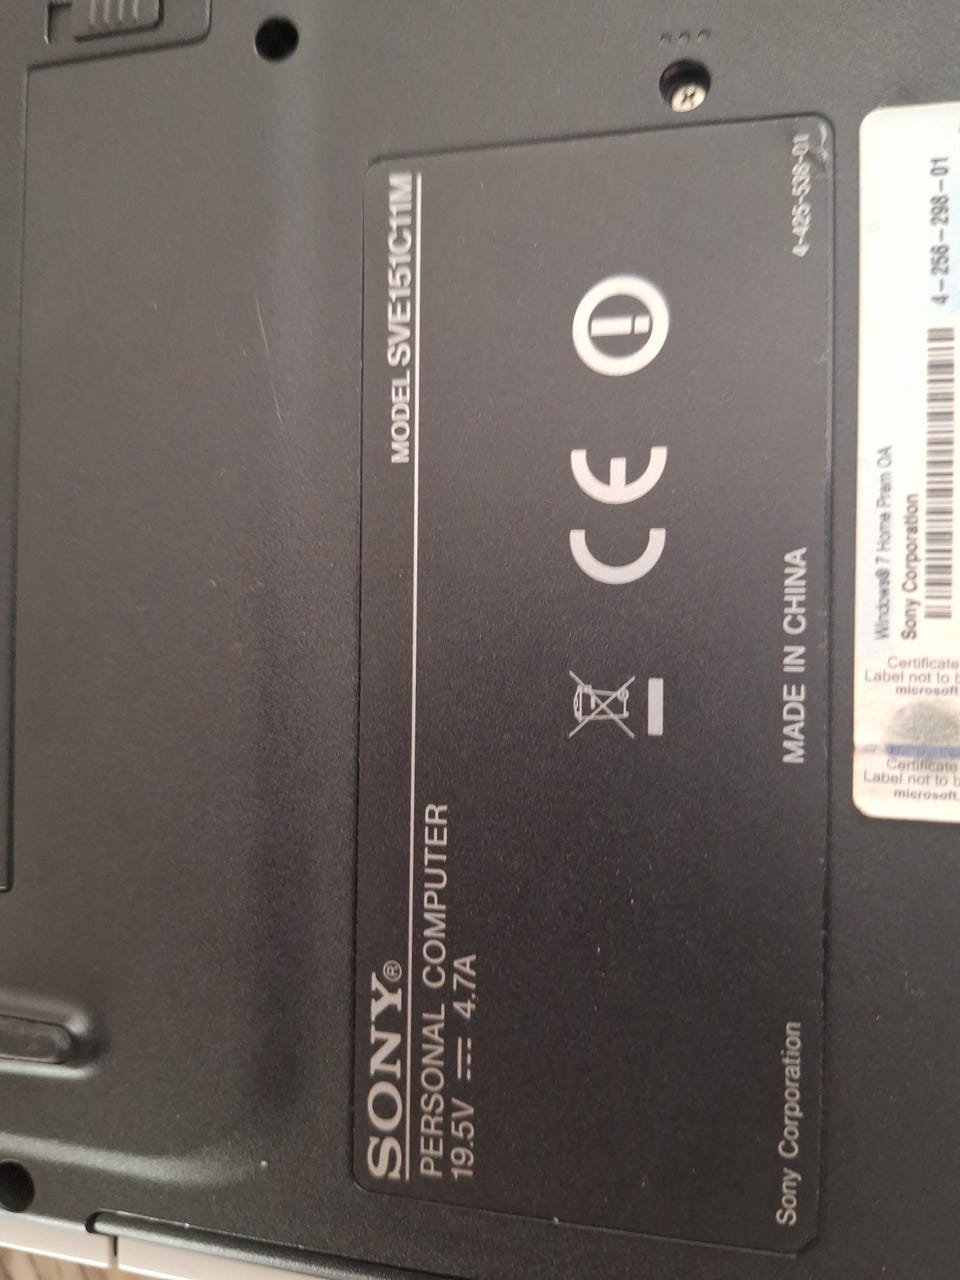 SONY®
MODEL SVE151C11M
PERSONAL COMPUTER
19.5V 4.7A
CE
Sony Corporation
MADE IN CHINA
4-425-538-01
Windows® 7 Home Prem OA
Sony Corporation
4-256-298-01
Certificate
Label not to b
microsoft.
Certificate
Label not to b
microsoft.